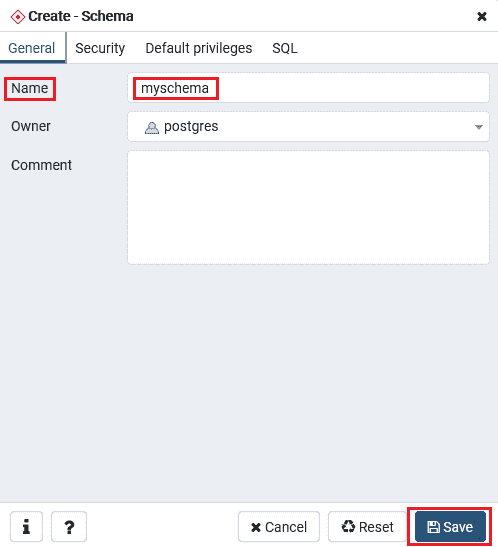 Create - Schema
General Security Default privileges SQL
Name myschema
Owner postgres
Comment
i ? Cancel Reset Save